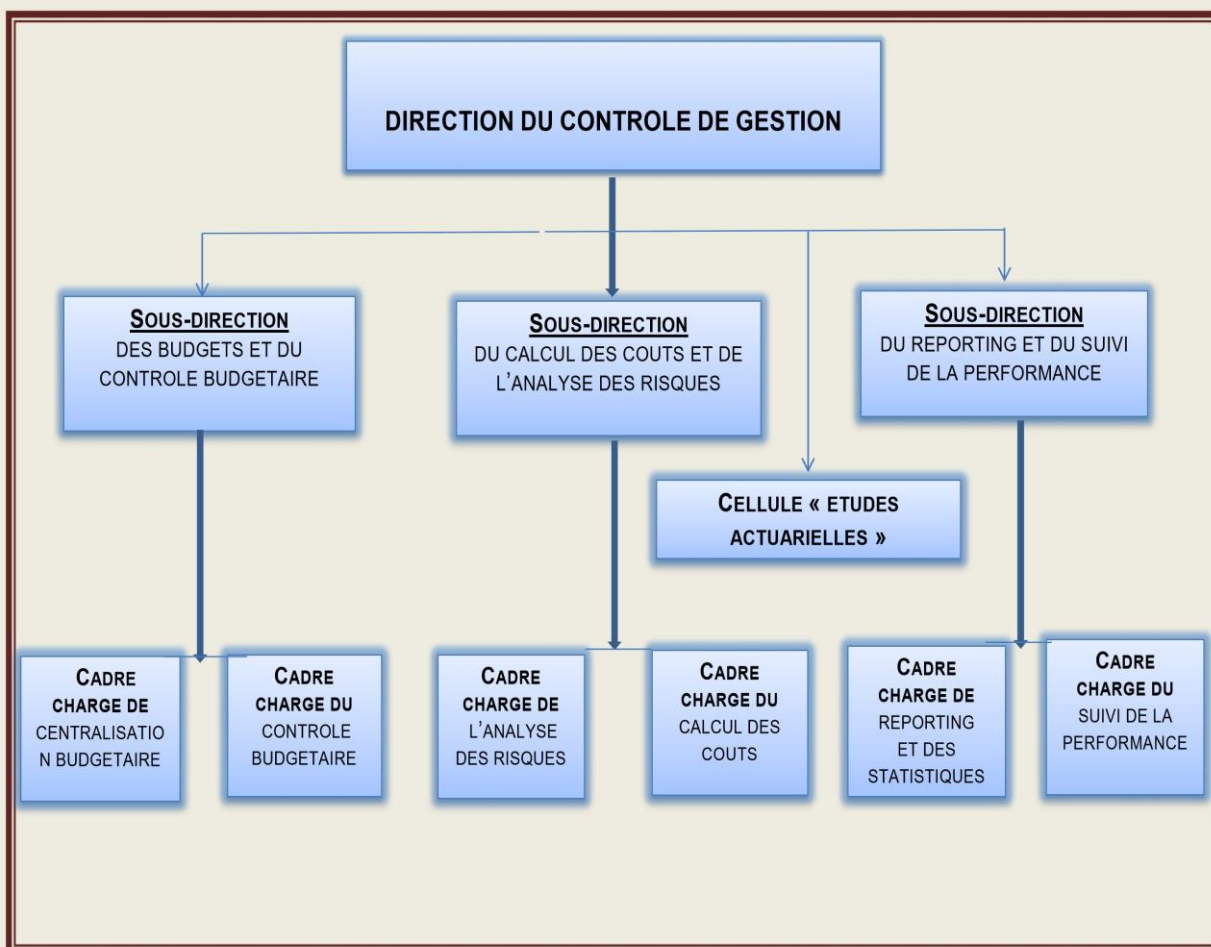 DIRECTION DU CONTROLE DE GESTION
SOUS-DIRECTION
DES BUDGETS ET DU
CONTROLE BUDGETAIRE
SOUS-DIRECTION
DU CALCUL DES COUTS ET DE
L'ANALYSE DES RISQUES
SOUS-DIRECTION
DU REPORTING ET DU SUIVI
DE LA PERFORMANCE
CELLULE « ETUDES
ACTUARIELLES »
CADRE
CHARGE DE
CENTRALISATIO
N BUDGETAIRE
CADRE
CHARGE DU
CONTROLE
BUDGETAIRE
CADRE
CHARGE DE
L'ANALYSE
DES RISQUES
CADRE
CHARGE DU
CALCUL DES
COUTS
CADRE
CHARGE DE
REPORTING
ET DES
STATISTIQUES
CADRE
CHARGE DU
SUIVI DE LA
PERFORMANCE